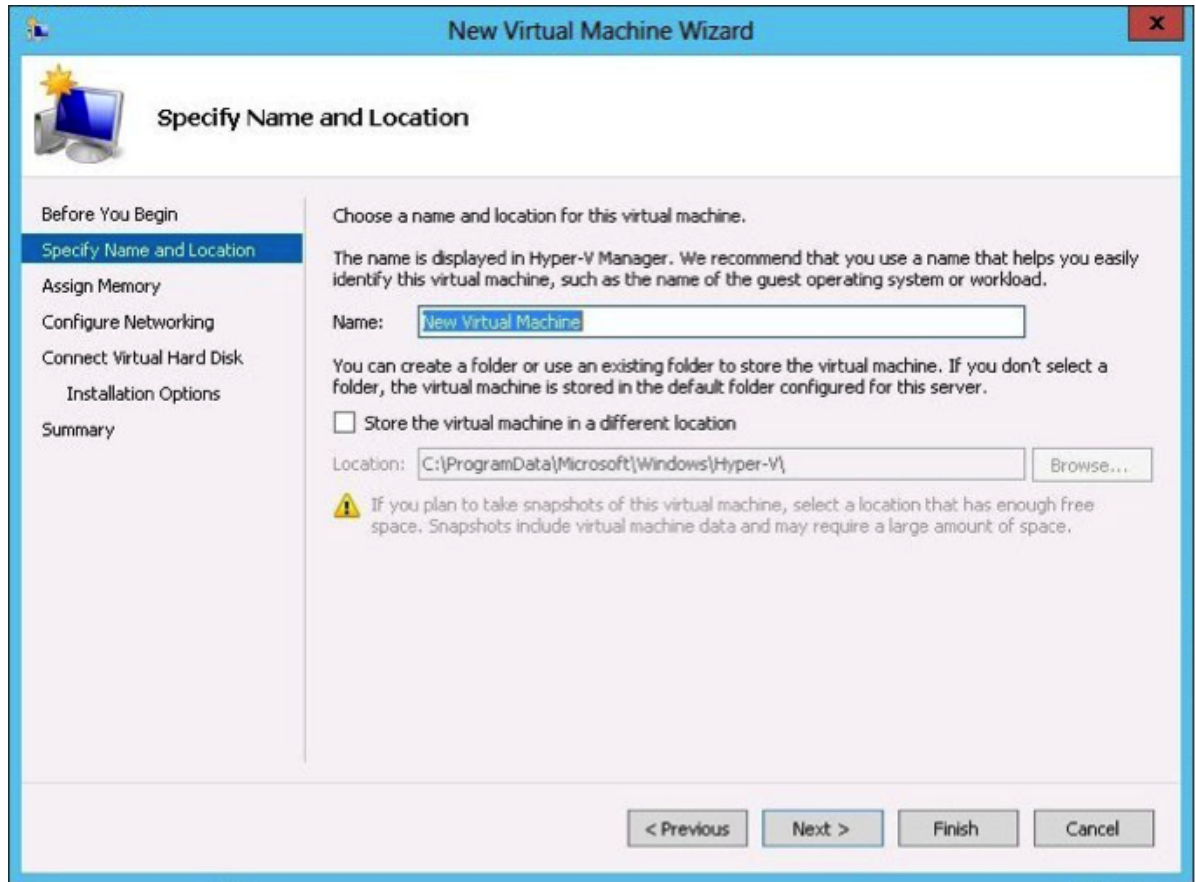 New Virtual Machine Wizard
x
Specify Name and Location
Before You Begin
Specify Name and Location
Assign Memory
Configure Networking
Connect Virtual Hard Disk
Installation Options
Summary
Choose a name and location for this virtual machine.
The name is displayed in Hyper-V Manager. We recommend that you use a name that helps you easily
identify this virtual machine, such as the name of the guest operating system or workload.
Name: New Virtual Machine
You can create a folder or use an existing folder to store the virtual machine. If you don't select a
folder, the virtual machine is stored in the default folder configured for this server.
Store the virtual machine in a different location
Location: C:\ProgramData\Microsoft\Windows\Hyper-V\ Browse...
If you plan to take snapshots of this virtual machine, select a location that has enough free
space. Snapshots include virtual machine data and may require a large amount of space.
< Previous Next > Finish Cancel